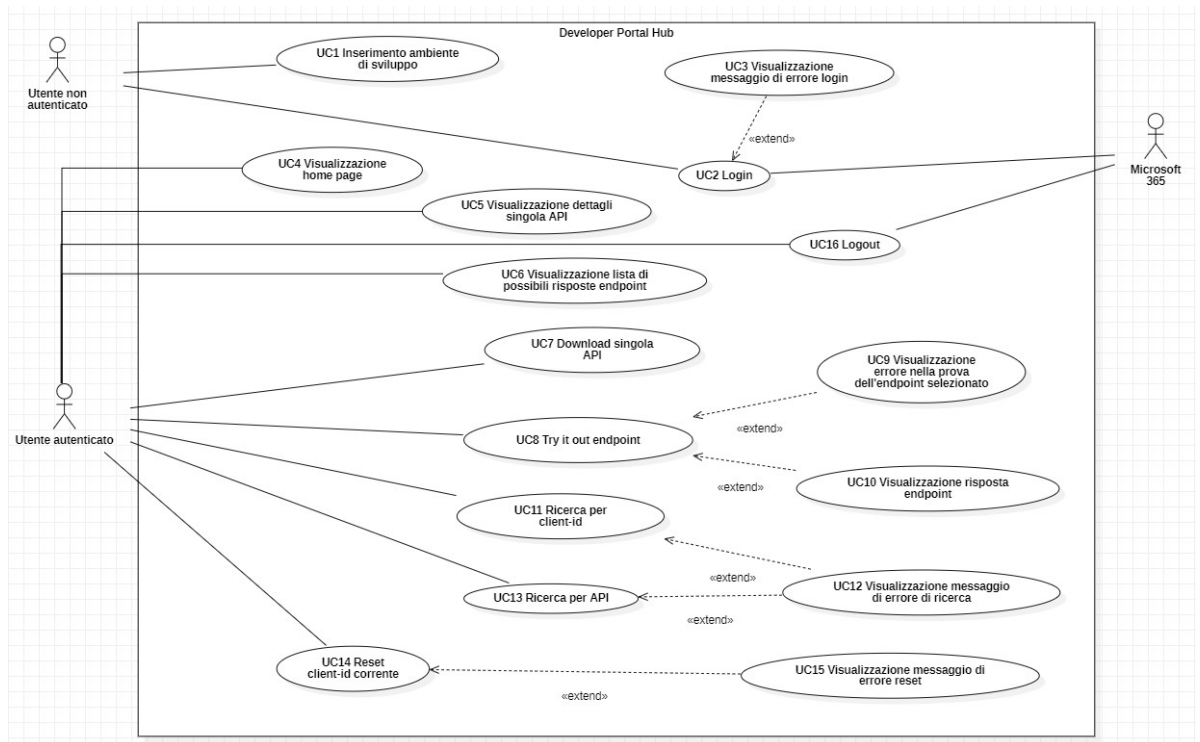 Developer Portal Hub
Utente non
autenticato
UC1 Inserimento ambiente
di sviluppo
UC3 Visualizzazione
messaggio di errore login
«extend»
UC2 Login
Microsoft
365
UC4 Visualizzazione
home page
UC5 Visualizzazione dettagli
singola API
UC16 Logout
UC6 Visualizzazione lista di
possibili risposte endpoint
UC7 Download singola
API
UC9 Visualizzazione
errore nella prova
dell'endpoint selezionato
«extend»
Utente autenticato
UC8 Try it out endpoint
«extend»
UC10 Visualizzazione risposta
endpoint
UC11 Ricerca per
client-id
«extend»
UC12 Visualizzazione messaggio
di errore di ricerca
UC13 Ricerca per API
«extend»
UC14 Reset
client-id corrente
UC15 Visualizzazione messaggio di
errore reset
«extend»